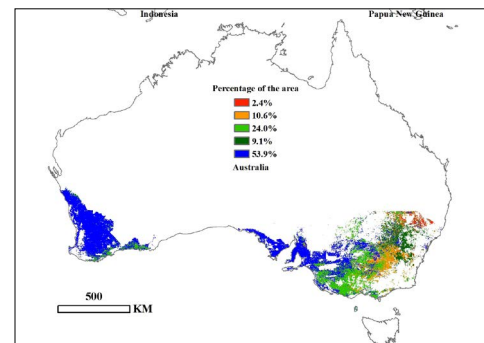 Indonesia
Papua New Guinea
Percentage of the area
2.4%
10.6%
24.0%
9.1%
53.9%
Australia
500
KM